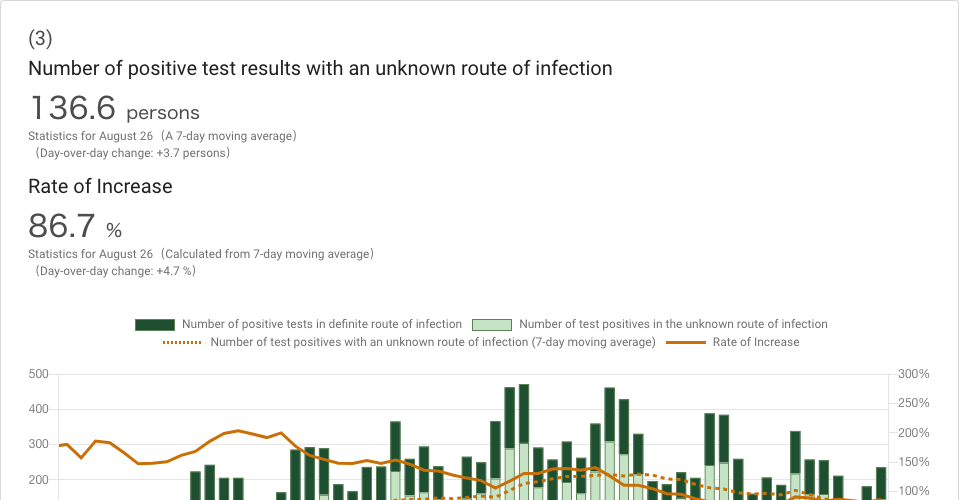 (3)
Number of positive test results with an unknown route of infection
136.6 persons
Statistics for August 26（A 7-day moving average）
（Day-over-day change: +3.7 persons）
Rate of Increase
86.7 %
Statistics for August 26（Calculated from 7-day moving average）
（Day-over-day change: +4.7 %）
Number of positive tests in definite route of infection Number of test positives in the unknown route of infection
Number of test positives with an unknown route of infection (7-day moving average) Rate of Increase
500 300%
250%
400
300 200%
150%
200
100%